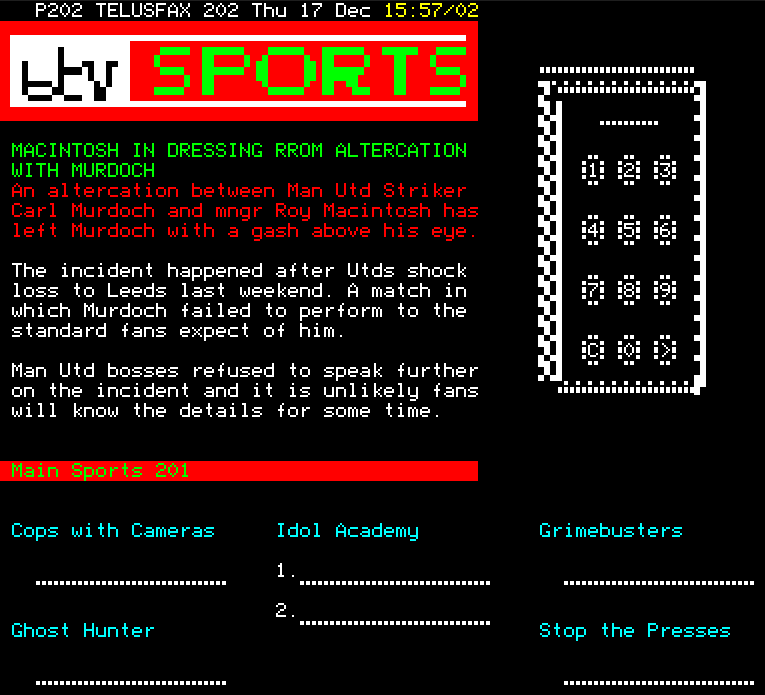 P202 TELUSFAX 202 Thu 17 Dec 15:57/02
btv SPORTS
MACINTOSH IN DRESSING RROM ALTERCATION
WITH MURDOCH
An altercation between Man Utd Striker
Carl Murdoch and mngr Roy Macintosh has
left Murdoch with a gash above his eye.
The incident happened after Utds shock
loss to Leeds last weekend. A match in
which Murdoch failed to perform to the
standard fans expect of him.
Man Utd bosses refused to speak further
on the incident and it is unlikely fans
will know the details for some time.
Main Sports 201
1 2 3
4 5 6
7 8 9
C 0 >
Cops with Cameras
Idol Academy
1.
2.
Grimebusters
Ghost Hunter
Stop the Presses